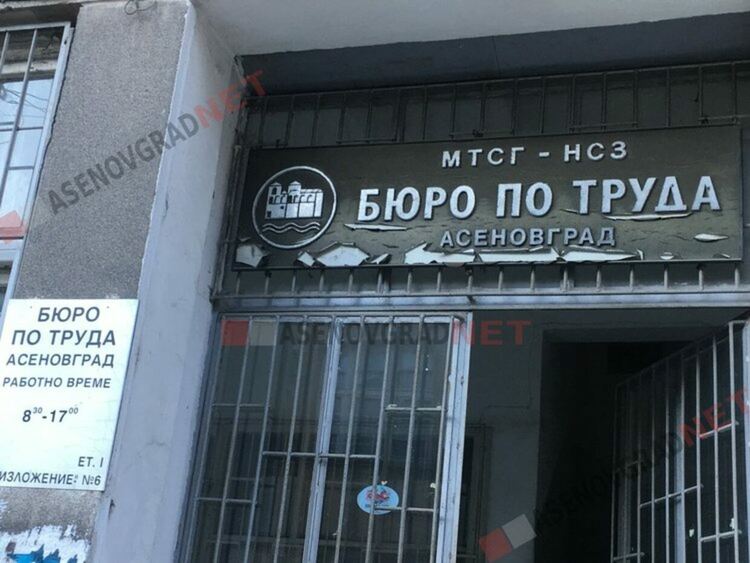 МТСГ - НСЗ
БЮРО ПО ТРУДА
АСЕНОВГРАД
БЮРО
ПО ТРУДА
АСЕНОВГРАД
РАБОТНО ВРЕМЕ
8³⁰-17⁰⁰
ЕТ. I
ИЗЛОЖЕНИЕ: №6
ASENOVGRADNET
ASENOVGRADNET
ASENOVGRADNET